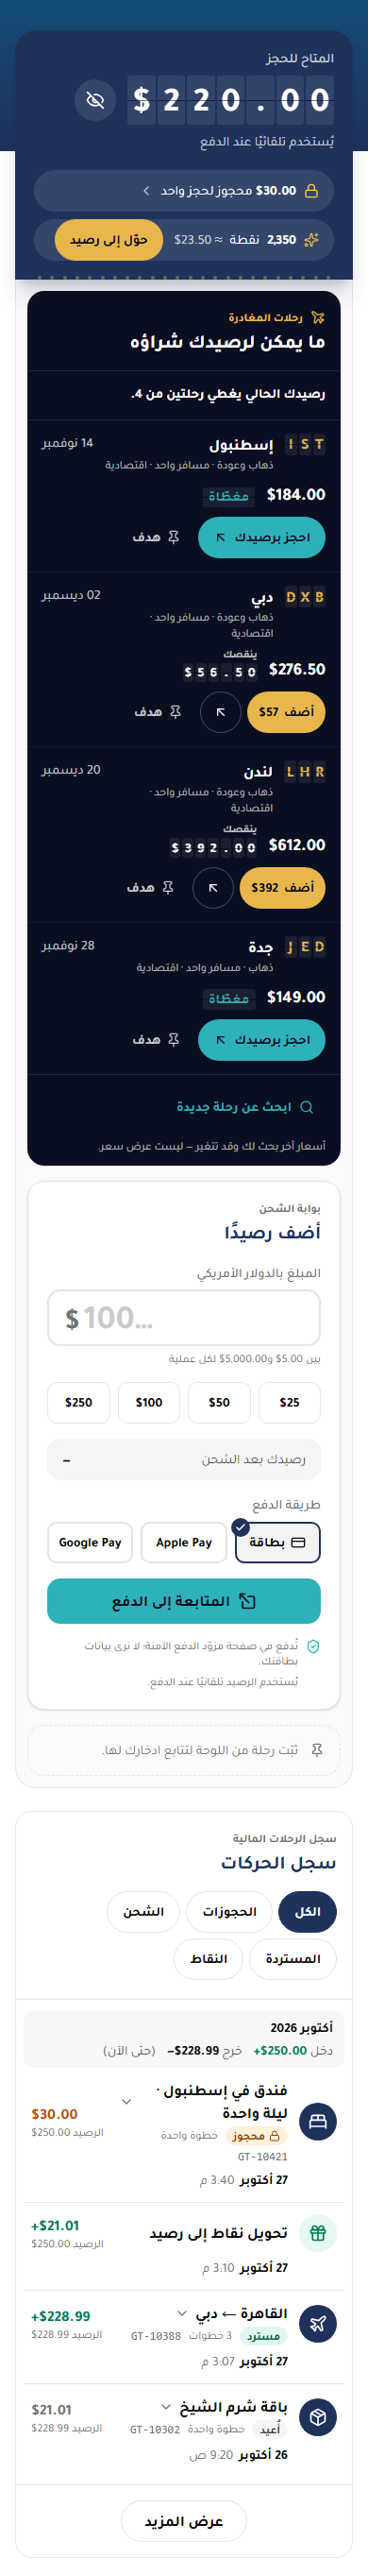 المتاح للحجز
$220.00
يُستخدم تلقائيًا عند الدفع
$30.00 محجوز لحجز واحد
2,350 نقطة ≈ $23.50 حوّل إلى رصيد
رحلات المغادرة
ما يمكن لرصيدك شراؤه
رصيدك الحالي يغطي رحلتين من 4.
IST إسطنبول 14 نوفمبر
ذهاب وعودة · مسافر واحد · اقتصادية
$184.00 مغطّاة
احجز برصيدك هدف
DXB دبي 02 ديسمبر
ذهاب وعودة · مسافر واحد ·
اقتصادية
ينقصك
$276.50 $56.50
أضف $57 هدف
LHR لندن 20 ديسمبر
ذهاب وعودة · مسافر واحد ·
اقتصادية
ينقصك
$612.00 $392.00
أضف $392 هدف
JED جدة 28 نوفمبر
ذهاب · مسافر واحد · اقتصادية
$149.00 مغطّاة
احجز برصيدك هدف
ابحث عن رحلة جديدة
أسعار آخر بحث لك وقد تتغير — ليست عرض سعر.
بوابة الشحن
أضف رصيدًا
المبلغ بالدولار الأمريكي
$ 100...
بين $5.00 و$5,000.00 لكل عملية
$25 $50 $100 $250
رصيدك بعد الشحن –
طريقة الدفع
بطاقة Apple Pay Google Pay
المتابعة إلى الدفع
تُدفع في صفحة مزوّد الدفع الآمنة؛ لا نرى بيانات
بطاقتك.
يُستخدم الرصيد تلقائيًا عند الدفع.
ثبّت رحلة من اللوحة لتتابع ادخارك لها.
سجل الرحلات المالية
سجل الحركات
الكل الحجوزات الشحن
المستردة النقاط
أكتوبر 2026
دخل $250.00+ خرج $228.99− (حتى الآن)
فندق في إسطنبول ·
ليلة واحدة
$30.00
الرصيد $250.00
محجوز خطوة واحدة
GT-10421
27 أكتوبر 3:40 م
تحويل نقاط إلى رصيد
+$21.01
الرصيد $250.00
27 أكتوبر 3:10 م
القاهرة ← دبي
+$228.99
الرصيد $228.99
مسترد 3 خطوات GT-10388
27 أكتوبر 3:07 م
باقة شرم الشيخ
$21.01
الرصيد $228.99
أُعيد خطوة واحدة GT-10302
26 أكتوبر 9:20 ص
عرض المزيد